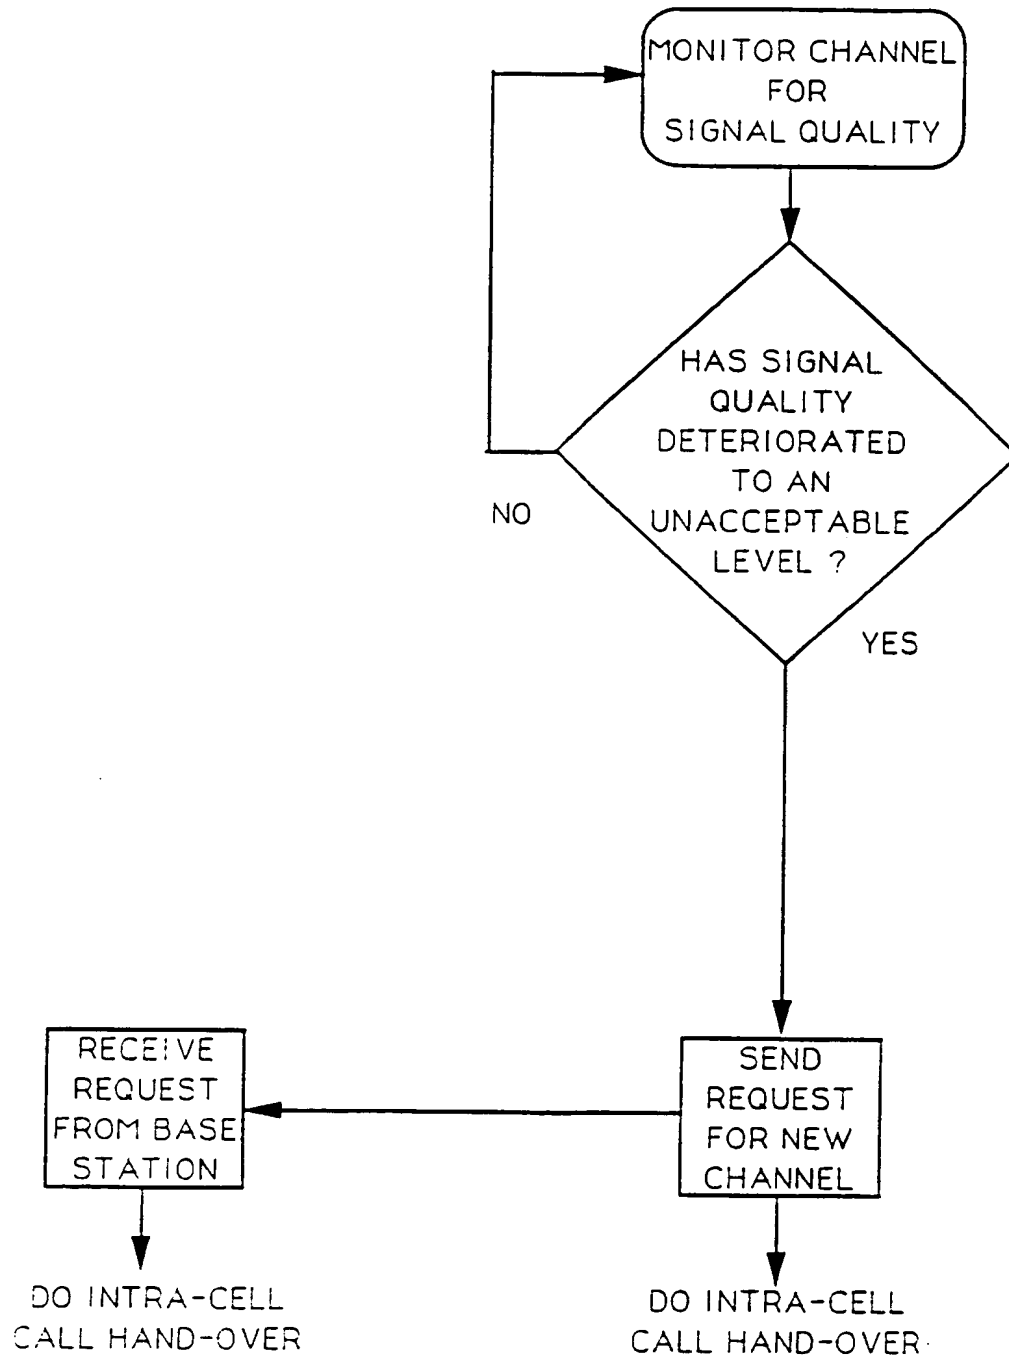 MONITOR CHANNEL
FOR
SIGNAL QUALITY
HAS SIGNAL
QUALITY
DETERIORATED
TO AN
UNACCEPTABLE
LEVEL ?
NO
YES
RECEIVE
REQUEST
FROM BASE
STATION
SEND
REQUEST
FOR NEW
CHANNEL
DO INTRA-CELL
CALL HAND-OVER
DO INTRA-CELL
CALL HAND-OVER